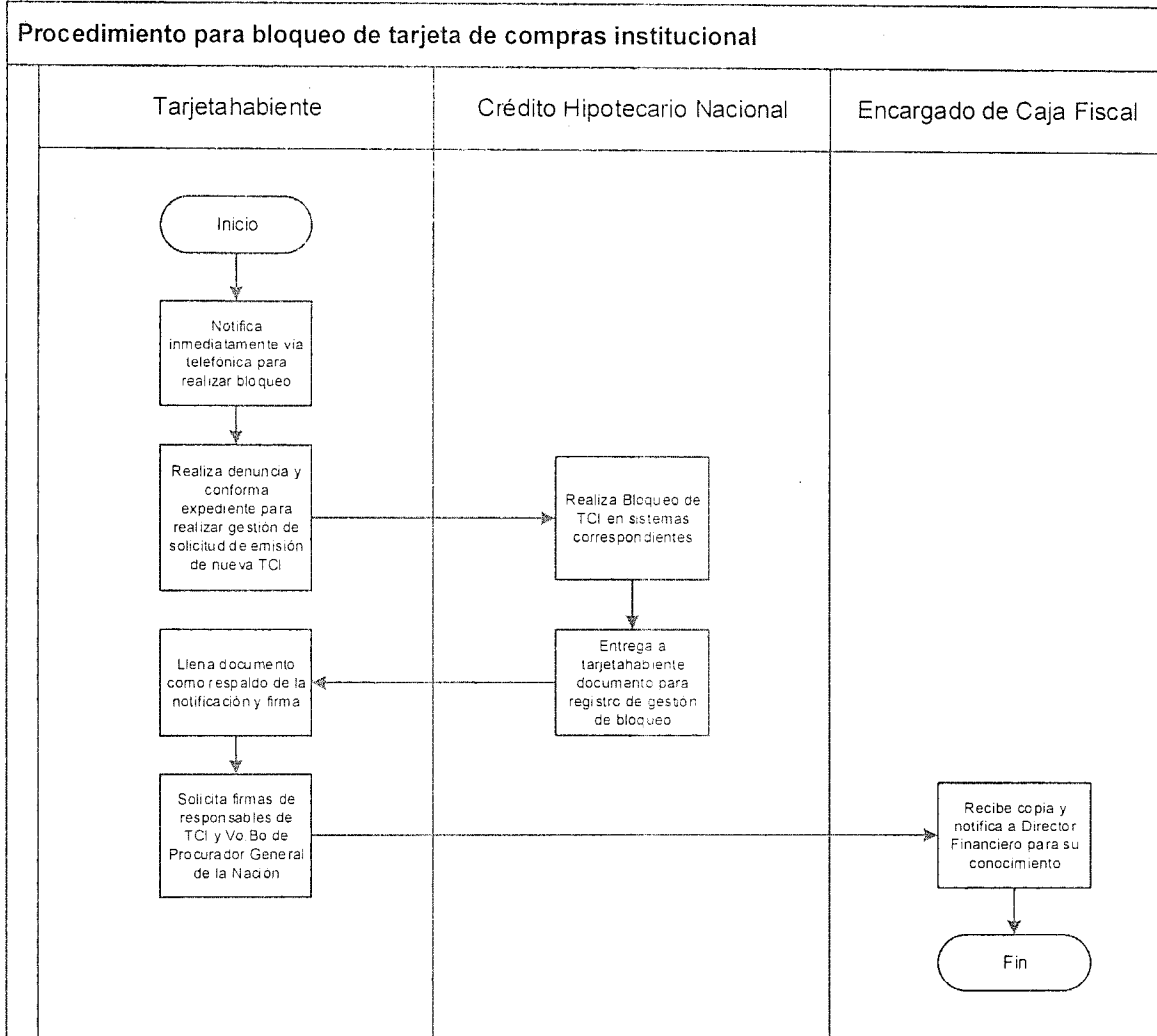 Procedimiento para bloqueo de tarjeta de compras institucional
Tarjetahabiente
Crédito Hipotecario Nacional
Encargado de Caja Fiscal
Inicio
Notifica
inmediatamente vía
telefónica para
realizar bloqueo
Realiza denuncia y
conforma
expediente para
realizar gestión de
solicitud de emisión
de nueva TCI
Realiza Bloqueo de
TCI en sistemas
correspondientes
Entrega a
tarjetahabiente
documento para
registro de gestión
de bloqueo
Llena documento
como respaldo de la
notificación y firma
Solicita firmas de
responsables de
TCI y Vo.Bo de
Procurador General
de la Nación
Recibe copia y
notifica a Director
Financiero para su
conocimiento
Fin